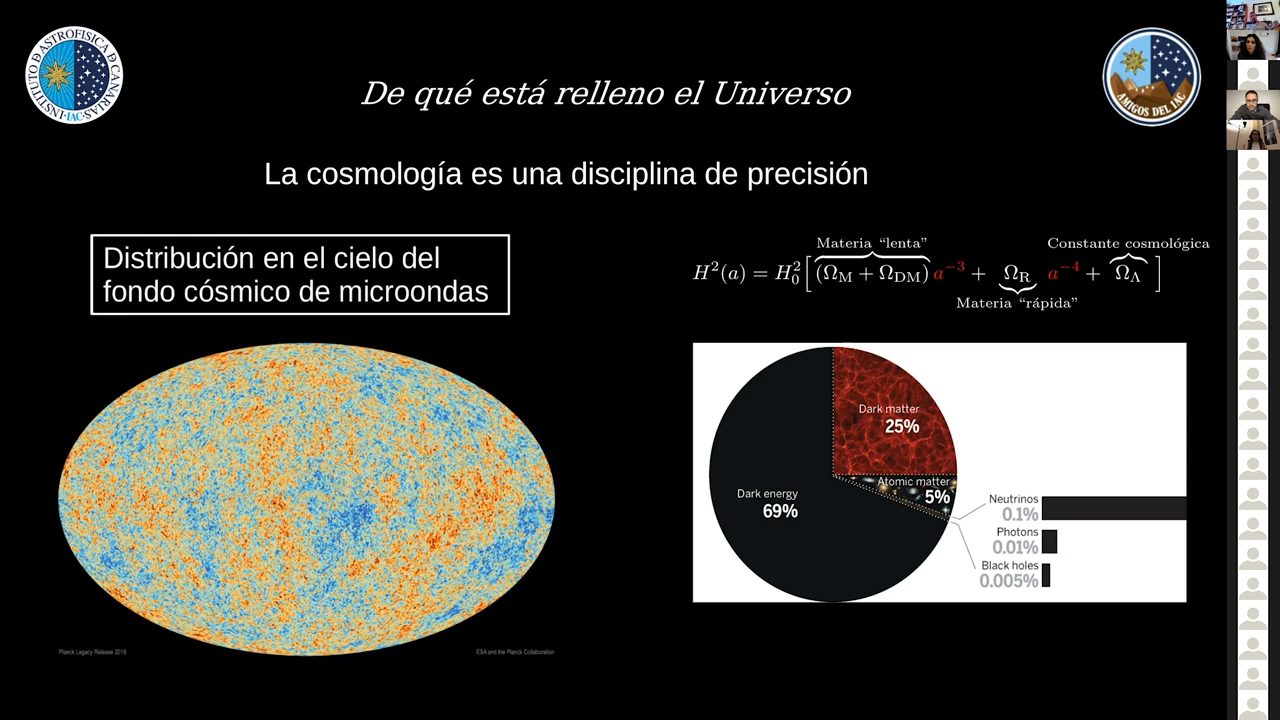 INSTITUTO D ASTROFISICA D CANARIAS
·IAC·
AMIGOS DEL IAC
De qué está relleno el Universo
La cosmología es una disciplina de precisión
Distribución en el cielo del
fondo cósmico de microondas
Materia “lenta”
Constante cosmológica
H²(a) = H₀²[(Ω_M + Ω_DM) a⁻³ + Ω_R a⁻⁴ + Ω_Λ]
Materia “rápida”
Dark matter
25%
Atomic matter
5%
Dark energy
69%
Neutrinos
0.1%
Photons
0.01%
Black holes
0.005%
Planck Legacy Release 2018
ESA and the Planck Collaboration